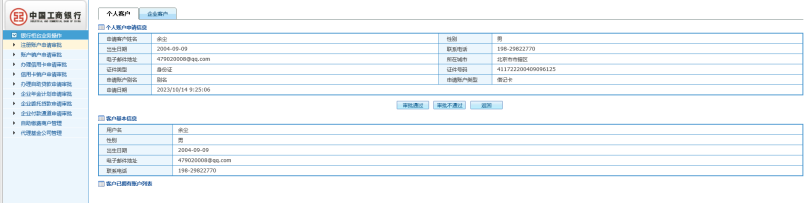 中国工商银行
银行柜台业务操作
注册账户申请审批
账户销户申请审批
办理信用卡申请审批
信用卡销户申请审批
办理自助贷款申请审批
企业年金计划申请审批
企业委托贷款申请审批
企业付款通源申请审批
自助缴通用户管理
代理基金公司管理
个人客户 企业客户
个人账户申请信息
申请客户姓名 余尘 性别 男
出生日期 2004-09-09 联系电话 198-29822770
电子邮件地址 479020008@qq.com 所在城市 北京市市辖区
证件类型 身份证 证件号码 411722200409096125
申请账户别名 别名 申请账户类型 借记卡
申请日期 2023/10/14 9:25:06
审批通过 审批不通过 返回
客户基本信息
用户名 余尘
性别 男
出生日期 2004-09-09
电子邮件地址 479020008@qq.com
联系电话 198-29822770
客户已拥有账户列表